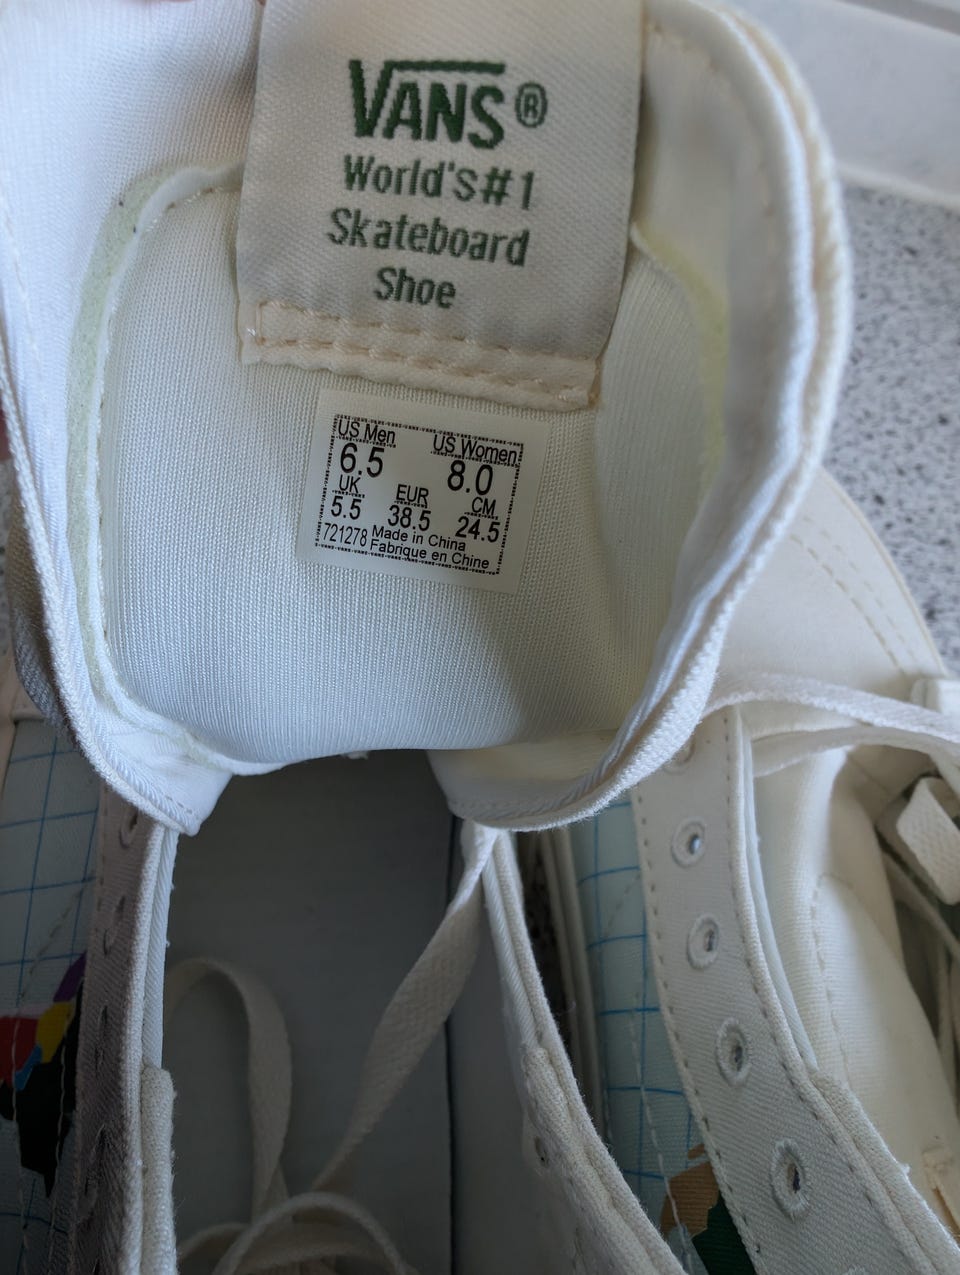 VANS®
World's #1
Skateboard
Shoe
US Men US Women
6.5 8.0
UK EUR CM
5.5 38.5 24.5
721278 Made in China
Fabrique en Chine